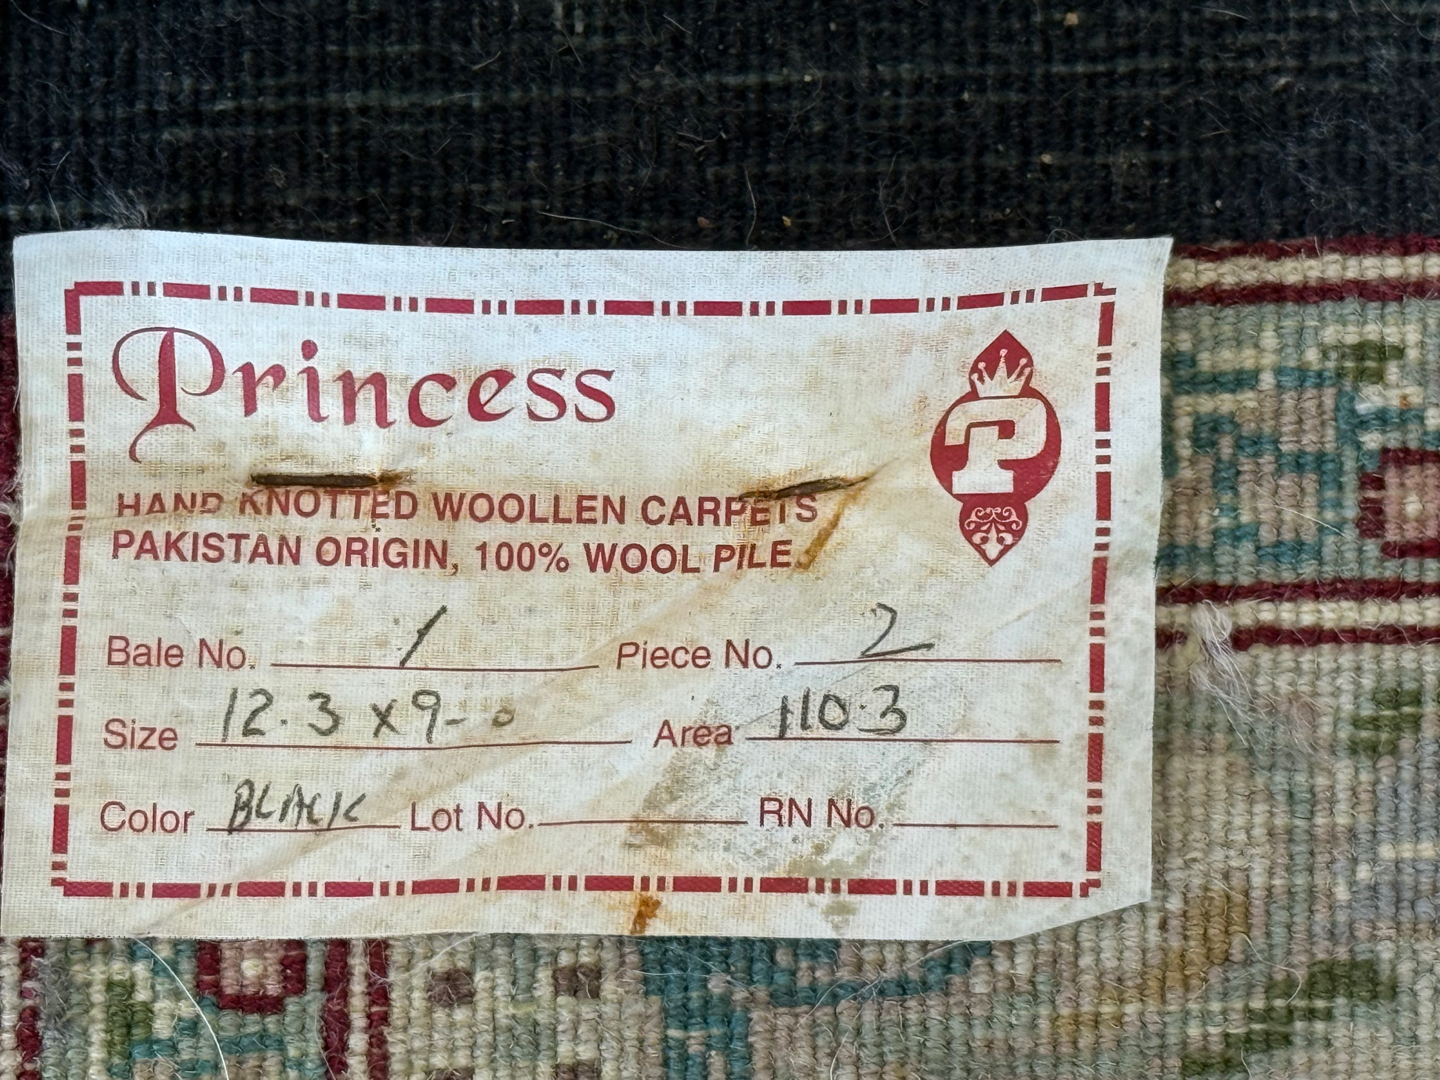 Princess
P
HAND KNOTTED WOOLLEN CARPETS
PAKISTAN ORIGIN, 100% WOOL PILE.
Bale No. 1 Piece No. 2
Size 12.3 x 9-0 Area 110.3
Color BLACK Lot No. RN No.